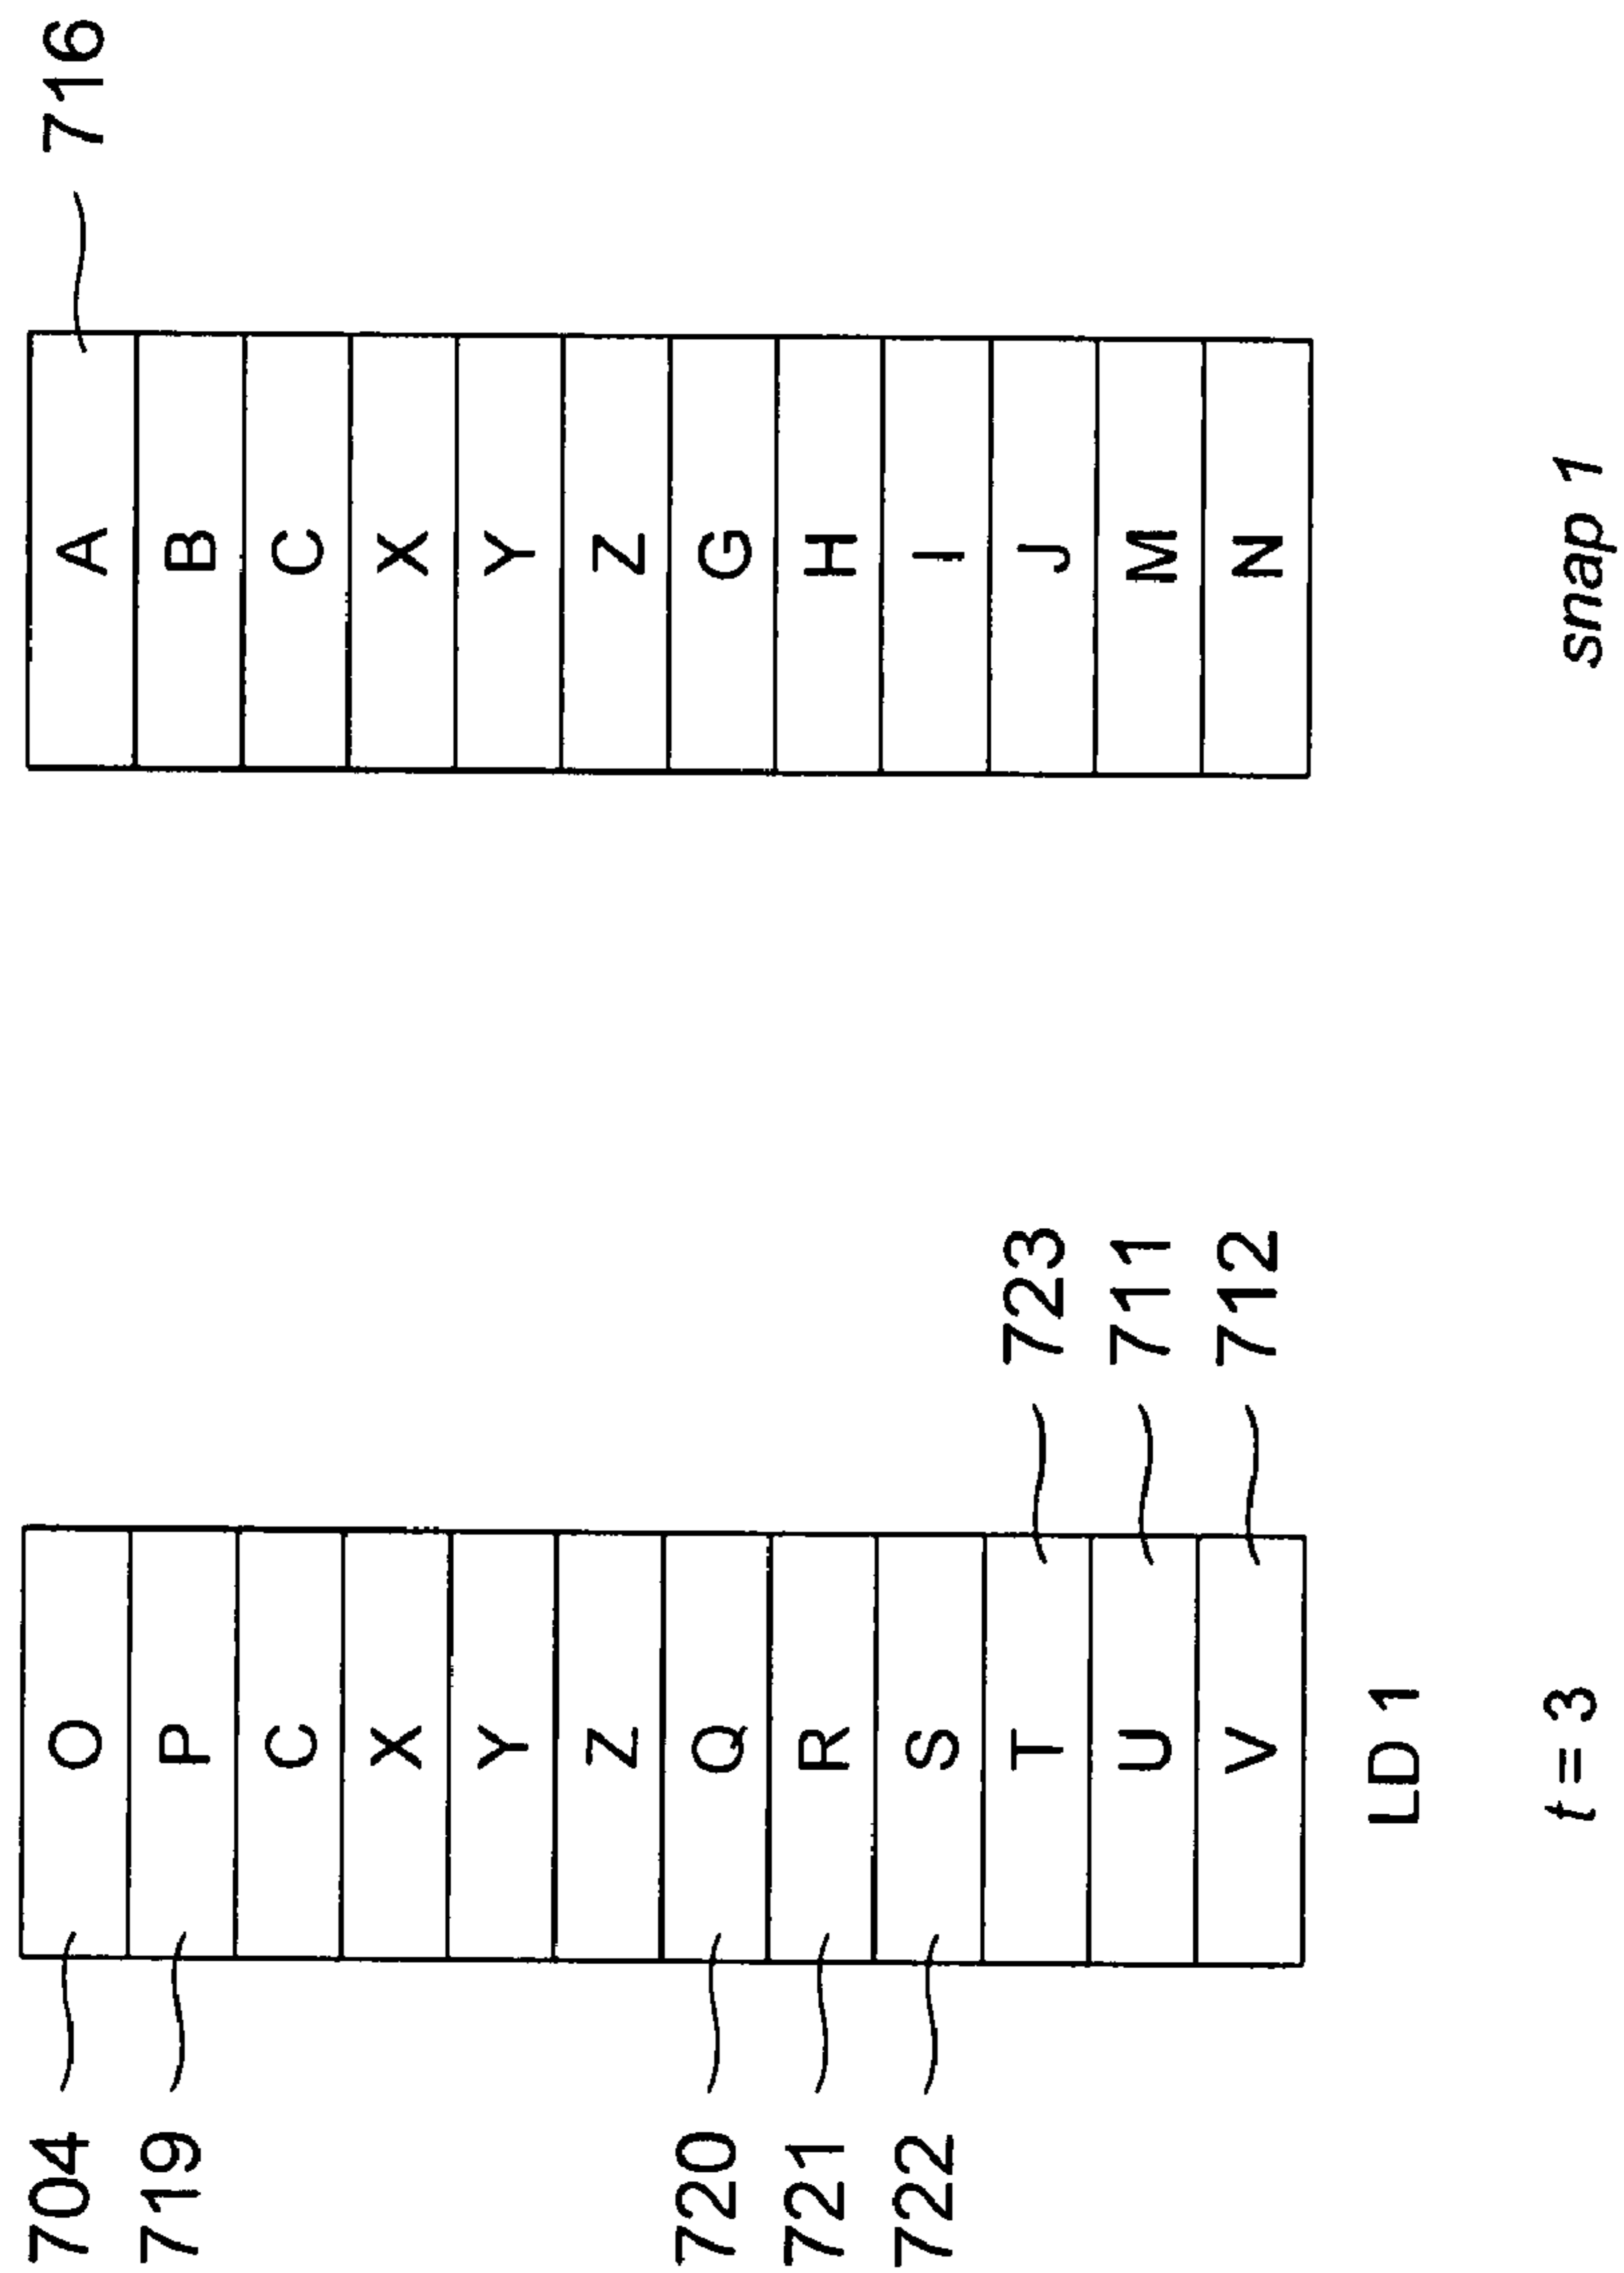 704 O A 716
719 P B
C C
X X
Y Y
Z Z
720 Q G
721 R H
722 S I
T 723 J
U 711 M
V 712 N
LD 1
t = 3 snap 1